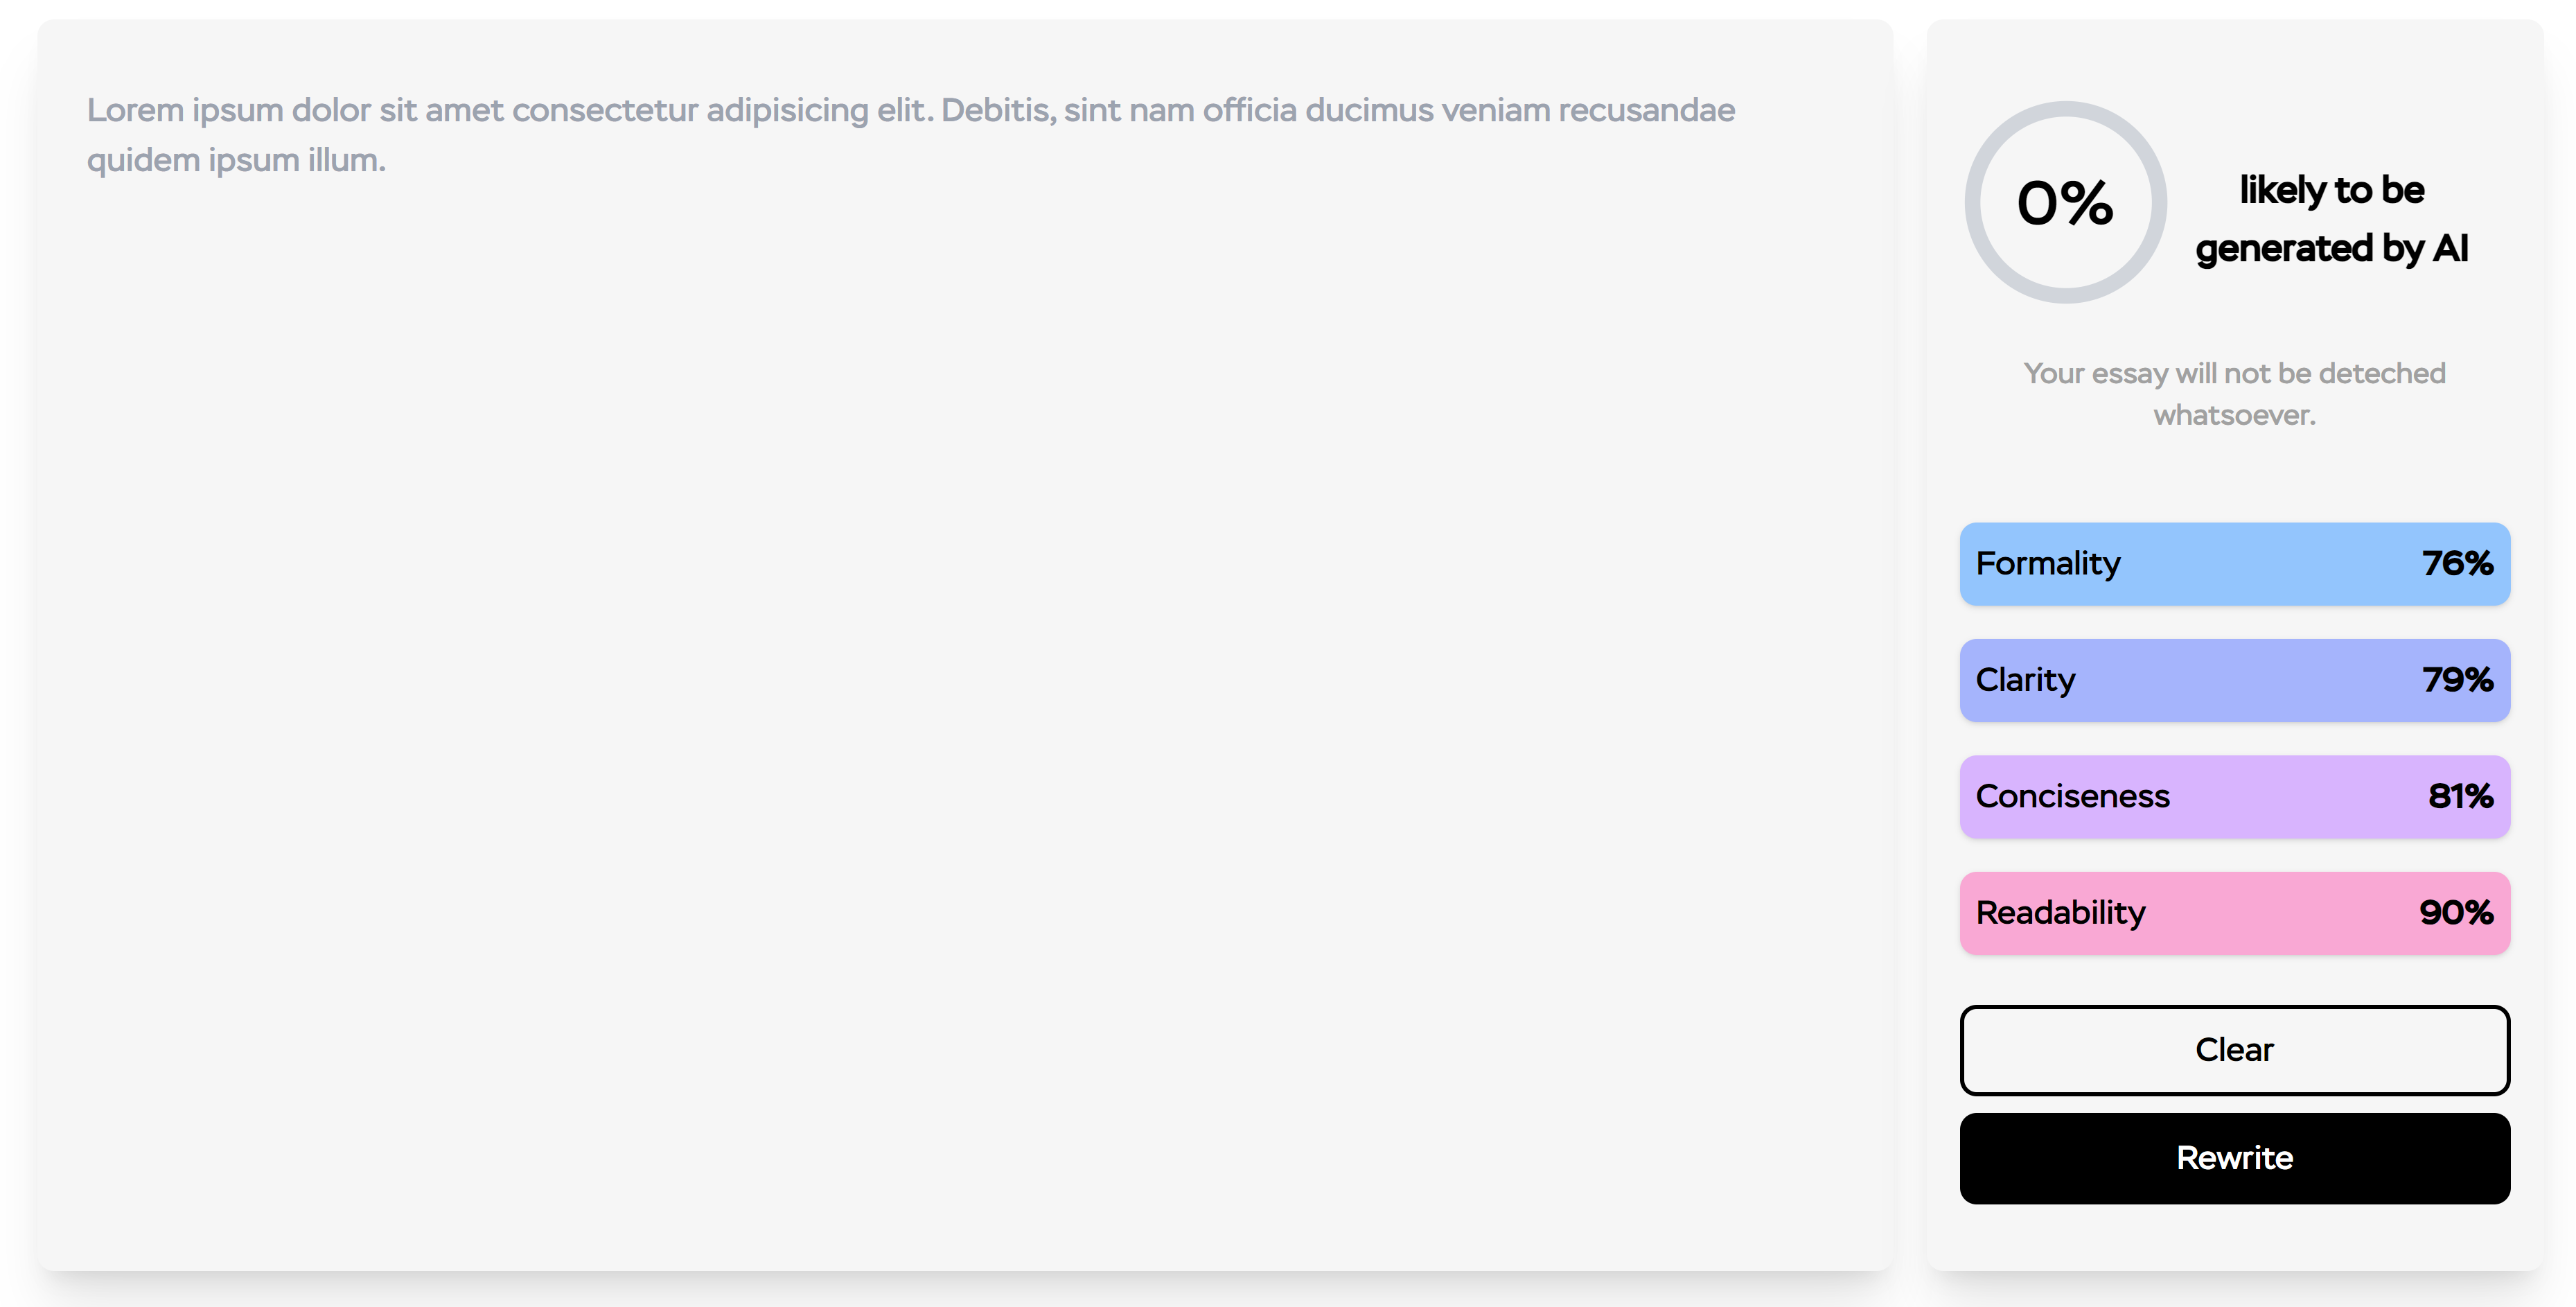 Lorem ipsum dolor sit amet consectetur adipisicing elit. Debitis, sint nam officia ducimus veniam recusandae
quidem ipsum illum.
0%
likely to be
generated by AI
Your essay will not be deteched
whatsoever.
Formality 76%
Clarity 79%
Conciseness 81%
Readability 90%
Clear
Rewrite